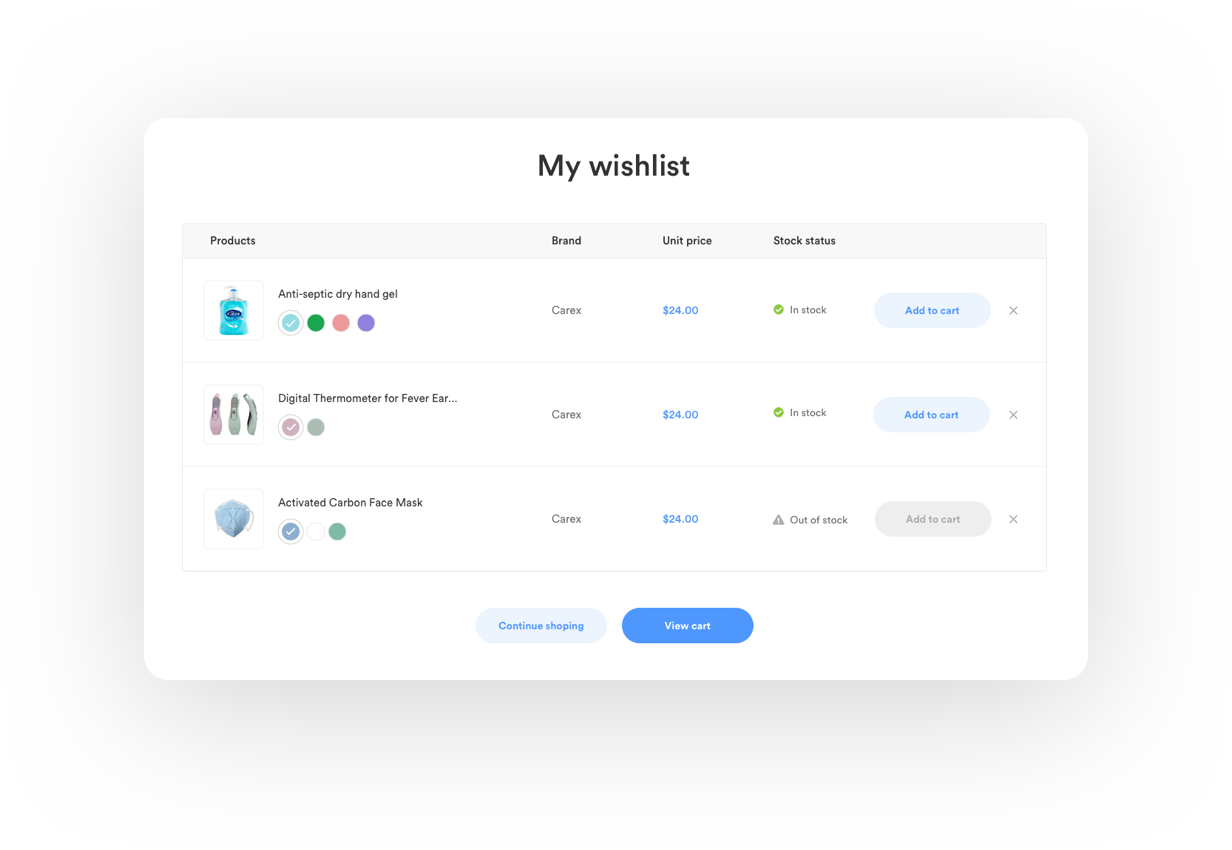 My wishlist
Products Brand Unit price Stock status
Anti-septic dry hand gel
Carex
Carex $24.00 In stock Add to cart
Digital Thermometer for Fever Ear...
Carex $24.00 In stock Add to cart
Activated Carbon Face Mask
Carex $24.00 Out of stock Add to cart
Continue shoping View cart